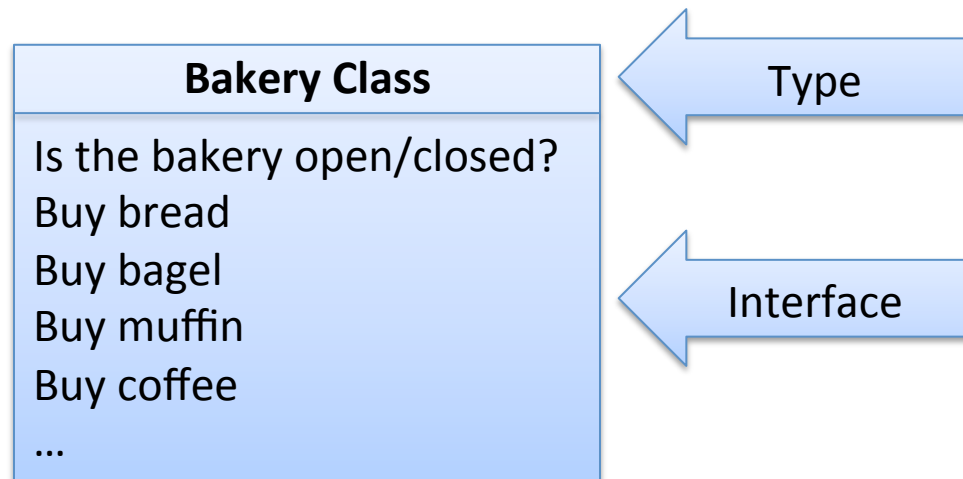 Bakery Class
Type
Is the bakery open/closed?
Buy bread
Buy bagel
Buy muffin
Buy coffee
...
Interface